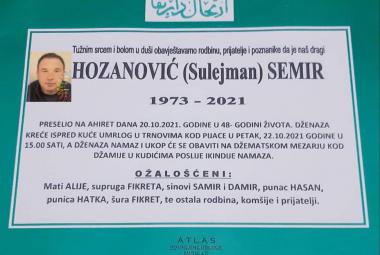 Tužnim srcem i bolom u duši obavještavamo rodbinu, prijatelje i poznanike da je naš dragi
HOZANOVIĆ (Sulejman) SEMIR
1973 - 2021
PRESELIO NA AHIRET DANA 20.10.2021. GODINE U 48- GODINI ŽIVOTA. DŽENAZA
KREĆE ISPRED KUĆE UMRLOG U TRNOVIMA KOD PIJACE U PETAK, 22.10.2021 GODINE U
15.00 SATI, A DŽENAZA NAMAZ I UKOP ĆE SE OBAVITI NA DŽEMATSKOM MEZARJU KOD
DŽAMIJE U KUDIĆIMA POSLIJE IKINDIJE NAMAZA.
OŽALOŠĆENI:
Mati ALIJE, supruga FIKRETA, sinovi SAMIR i DAMIR, punac HASAN,
punica HATKA, šura FIKRET, te ostala rodbina, komšije i prijatelji.
ATLAS